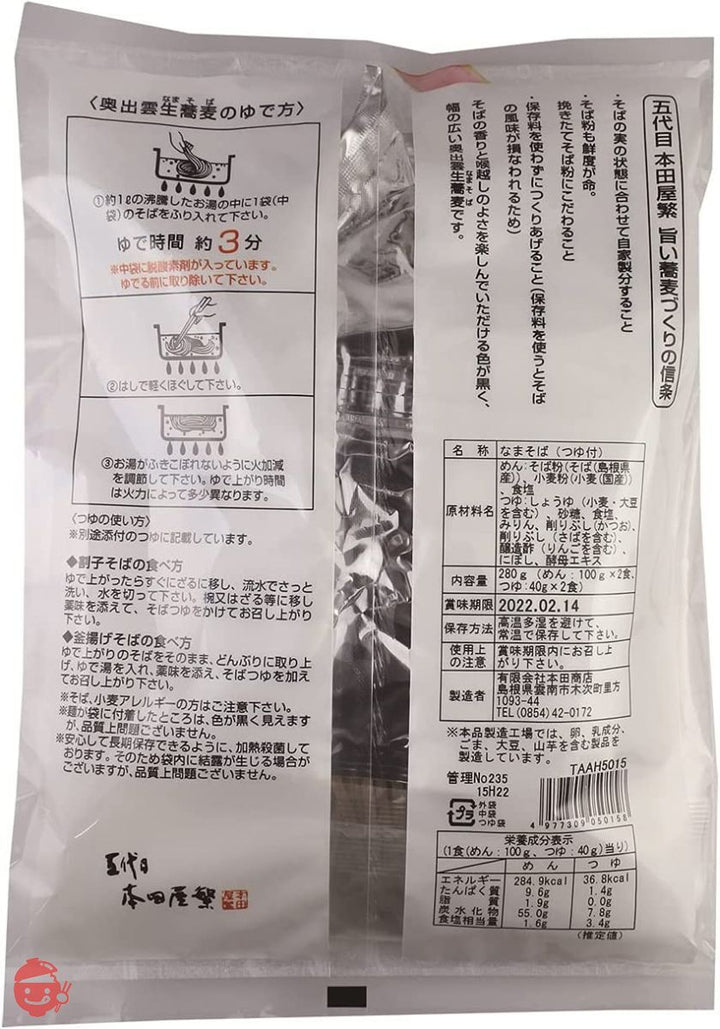 五代目 本田屋繁 旨い蕎麦づくりの信条
・そばの実の状態に合わせて自家製分すること
・そば粉も鮮度が命。
挽きたてそば粉にこだわること
・保存料を使わずにつくりあげること(保存料を使うとそば
の風味が損なわれるため)
そばの香りと喉越しのよさを楽しんでいただける色が黒く、
なまそば
幅の広い奥出雲生蕎麦です。
なまそば
〈奥出雲生蕎麦のゆで方〉
①約1ℓの沸騰したお湯の中に1袋(中
袋)のそばをふり入れて下さい。
ゆで時間 約3分
※中袋に脱酸素剤が入っています。
ゆでる前に取り除いて下さい。
②はしで軽くほぐして下さい。
③お湯がふきこぼれないように火加減
を調節して下さい。ゆで上がり時間
は火力によって多少異なります。
〈つゆの使い方〉
※別途添付のつゆに記載しています。
◆割子そばの食べ方
ゆで上がったらすぐにざるに移し、流水でさっと
洗い、水を切って下さい。椀又はざる等に移し
薬味を添えて、そばつゆをかけてお召し上がり
下さい。
◆釜揚げそばの食べ方
ゆで上がりのそばをそのまま、どんぶりに取り上
げ、ゆで湯を入れ、薬味を添え、そばつゆを加え
てお召し上がり下さい。
※そば、小麦アレルギーの方はご注意下さい。
※麺が袋に付着したところは、色が黒く見えます
が、品質上問題ございません。
※安心して長期保存できるように、加熱殺菌して
おります。そのため袋内に結露が生じる場合が
ございますが、品質上問題ございません。
五代目
本田屋繁
名 称 なまそば(つゆ付)
原材料名 めん:そば粉(そば(島根県
産))、小麦粉(小麦(国産))
、食塩
つゆ:しょうゆ(小麦・大豆
を含む)、砂糖、食塩、
みりん、削りぶし(かつお)、
削りぶし(さばを含む)、
醸造酢(りんごを含む)、
にぼし、酵母エキス
内容量 280g(めん:100g×2食、
つゆ:40g×2食)
賞味期限 2022.02.14
保存方法 高温多湿を避けて、
常温で保存して下さい。
使用上の注意 賞味期限内にお召し上
がり下さい。
製造者 有限会社本田商店
島根県雲南市木次町里方
1093-44
TEL(0854)42-0172
※本品製造工場では、卵、乳成分、
ごま、大豆、山芋を含む製品を
製造しています。
管理No235
15H22
TAAH5015
プラ 外袋
中袋
つゆ袋
4 977309 050158
栄養成分表示
(1食(めん:100g、つゆ:40g)当り)
めん つゆ
エネルギー 284.9kcal 36.8kcal
たんぱく質 9.6g 1.4g
脂質 1.9g 0.0g
炭水化物 55.0g 7.8g
食塩相当量 1.6g 3.4g
(推定値)